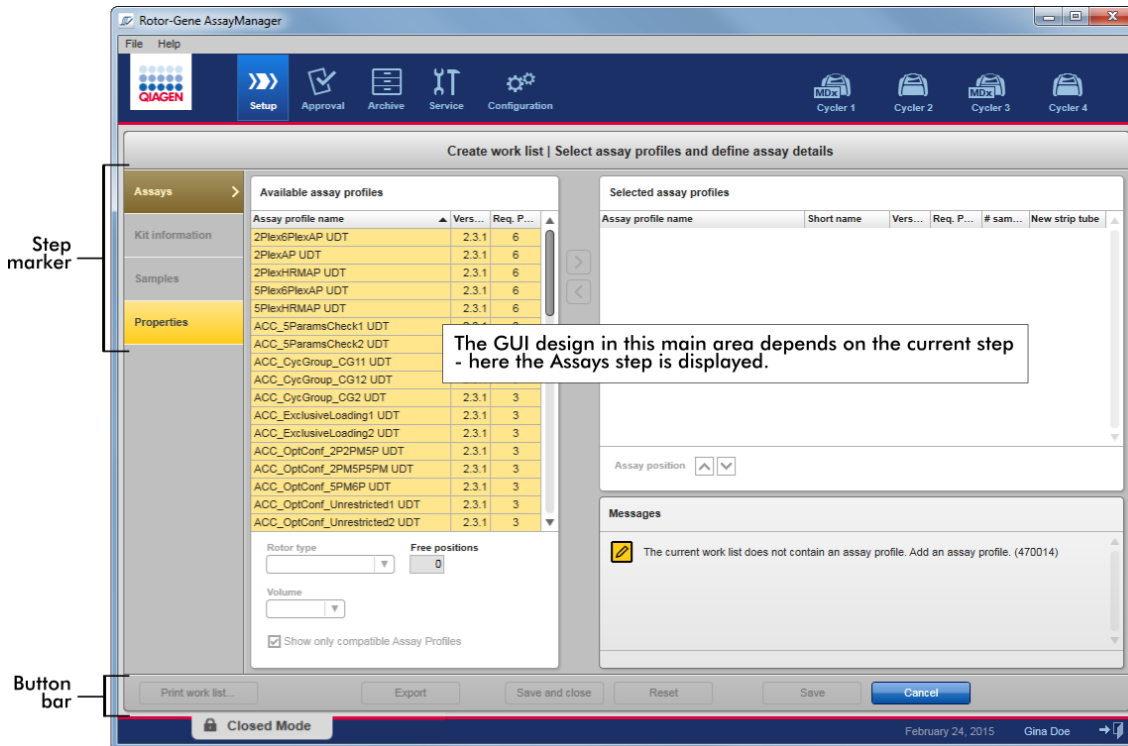 Rotor-Gene AssayManager
File Help
QIAGEN
Setup Approval Archive Service Configuration
MDx Cycler 1 Cycler 2 MDx Cycler 3 Cycler 4
Create work list | Select assay profiles and define assay details
Step marker
Assays
Kit information
Samples
Properties
Available assay profiles
Assay profile name Vers... Req. P...
2Plex6PlexAP UDT 2.3.1 6
2PlexAP UDT 2.3.1 6
2PlexHRMAP UDT 2.3.1 6
5Plex6PlexAP UDT 2.3.1 6
5PlexHRMAP UDT 2.3.1 6
ACC_5ParamsCheck1 UDT
ACC_5ParamsCheck2 UDT
ACC_CycGroup_CG11 UDT
ACC_CycGroup_CG12 UDT
ACC_CycGroup_CG2 UDT 2.3.1 3
ACC_ExclusiveLoading1 UDT 2.3.1 3
ACC_ExclusiveLoading2 UDT 2.3.1 3
ACC_OptConf_2P2PM5P UDT 2.3.1 3
ACC_OptConf_2PM5P5PM UDT 2.3.1 3
ACC_OptConf_5PM6P UDT 2.3.1 3
ACC_OptConf_Unrestricted1 UDT 2.3.1 3
ACC_OptConf_Unrestricted2 UDT 2.3.1 3
Rotor type Free positions
0
Volume
Show only compatible Assay Profiles
Selected assay profiles
Assay profile name Short name Vers... Req. P... # sam... New strip tube
The GUI design in this main area depends on the current step
- here the Assays step is displayed.
Assay position
Messages
The current work list does not contain an assay profile. Add an assay profile. (470014)
Button bar
Print work list... Export Save and close Reset Save Cancel
Closed Mode
February 24, 2015 Gina Doe